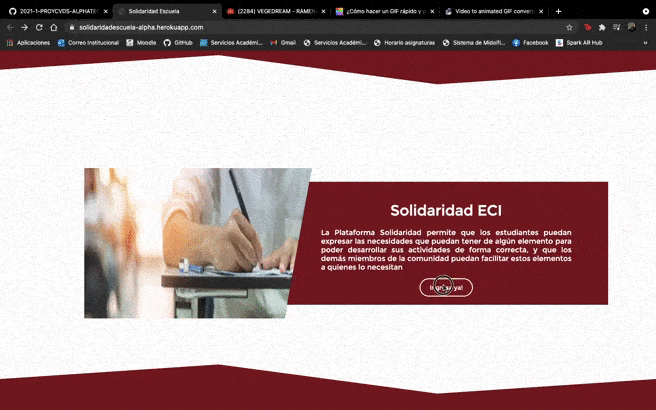 2021-1-PROYCVDS-ALPHATE
Solidaridad Escuela
(2284) VEGEDREAM - RAMEN
¿Cómo hacer un GIF rápido y p
Video to animated GIF conver
solidaridadescuela-alpha.herokuapp.com
Aplicaciones Correo Institucional Moodle GitHub Servicios Académi... Gmail Servicios Académi... Horario asignaturas Sistema de Midolfi... Facebook Spark AR Hub
Solidaridad ECI
La Plataforma Solidaridad permite que los estudiantes puedan
expresar las necesidades que puedan tener de algún elemento para
poder desarrollar sus actividades de forma correcta, y que los
demás miembros de la comunidad puedan facilitar estos elementos
a quienes lo necesitan